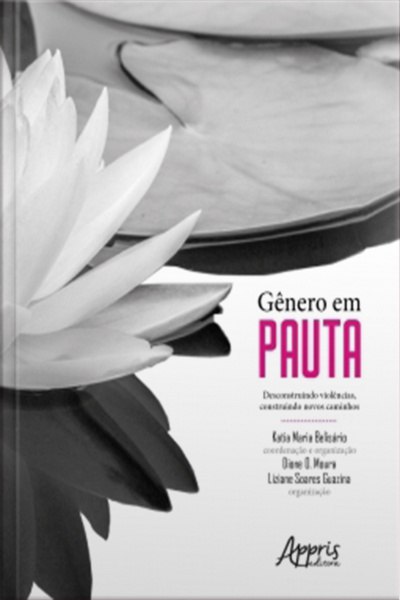 Gênero em
PAUTA
Desconstruindo violências,
construindo novos caminhos
Katia Maria Belisário
coordenação e organização
Dione O. Moura
Liziane Soares Guazina
organização
Appris
editora